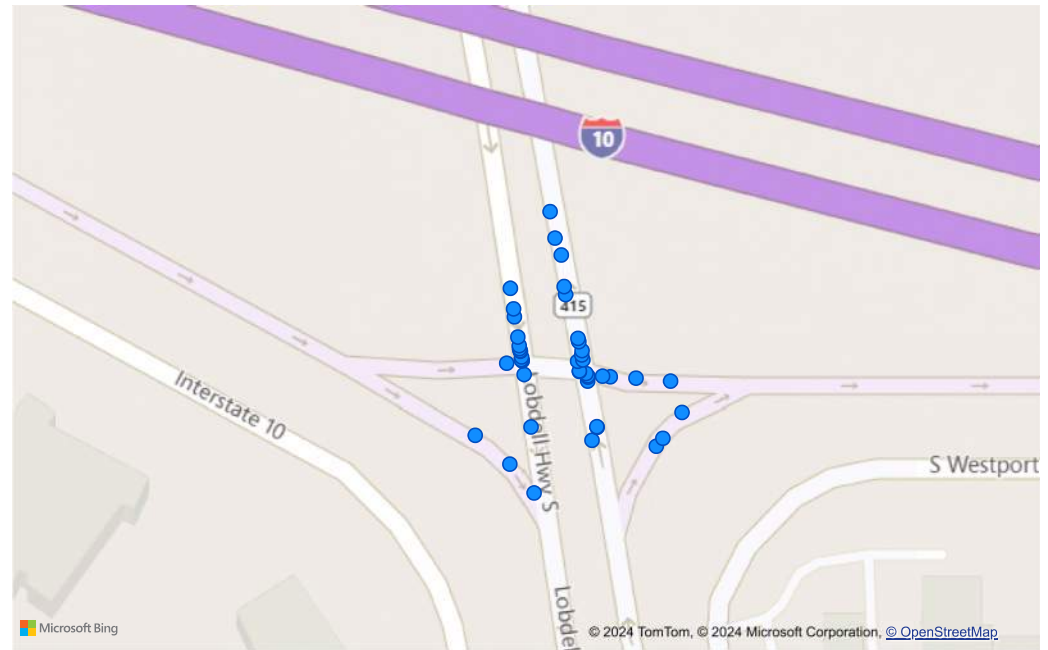 10
415
Interstate 10
Lobdell Hwy S
S Westport
Lobdel
Microsoft Bing
© 2024 TomTom, © 2024 Microsoft Corporation, © OpenStreetMap